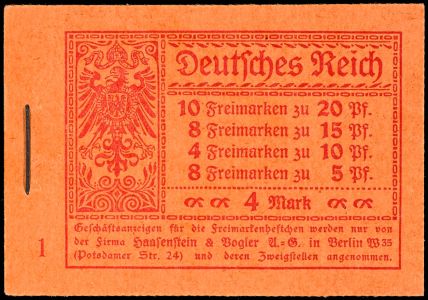 Deutsches Reich
10 Freimarken zu 20 Pf.
8 Freimarken zu 15 Pf.
4 Freimarken zu 10 Pf.
8 Freimarken zu 5 Pf.
4 Mark
Geschäftsanzeigen für die Freimarkenheftchen werden nur von
der Firma Haasenstein & Vogler A.-G. in Berlin W35
(Potsdamer Str. 24) und deren Zweigstellen angenommen.
1